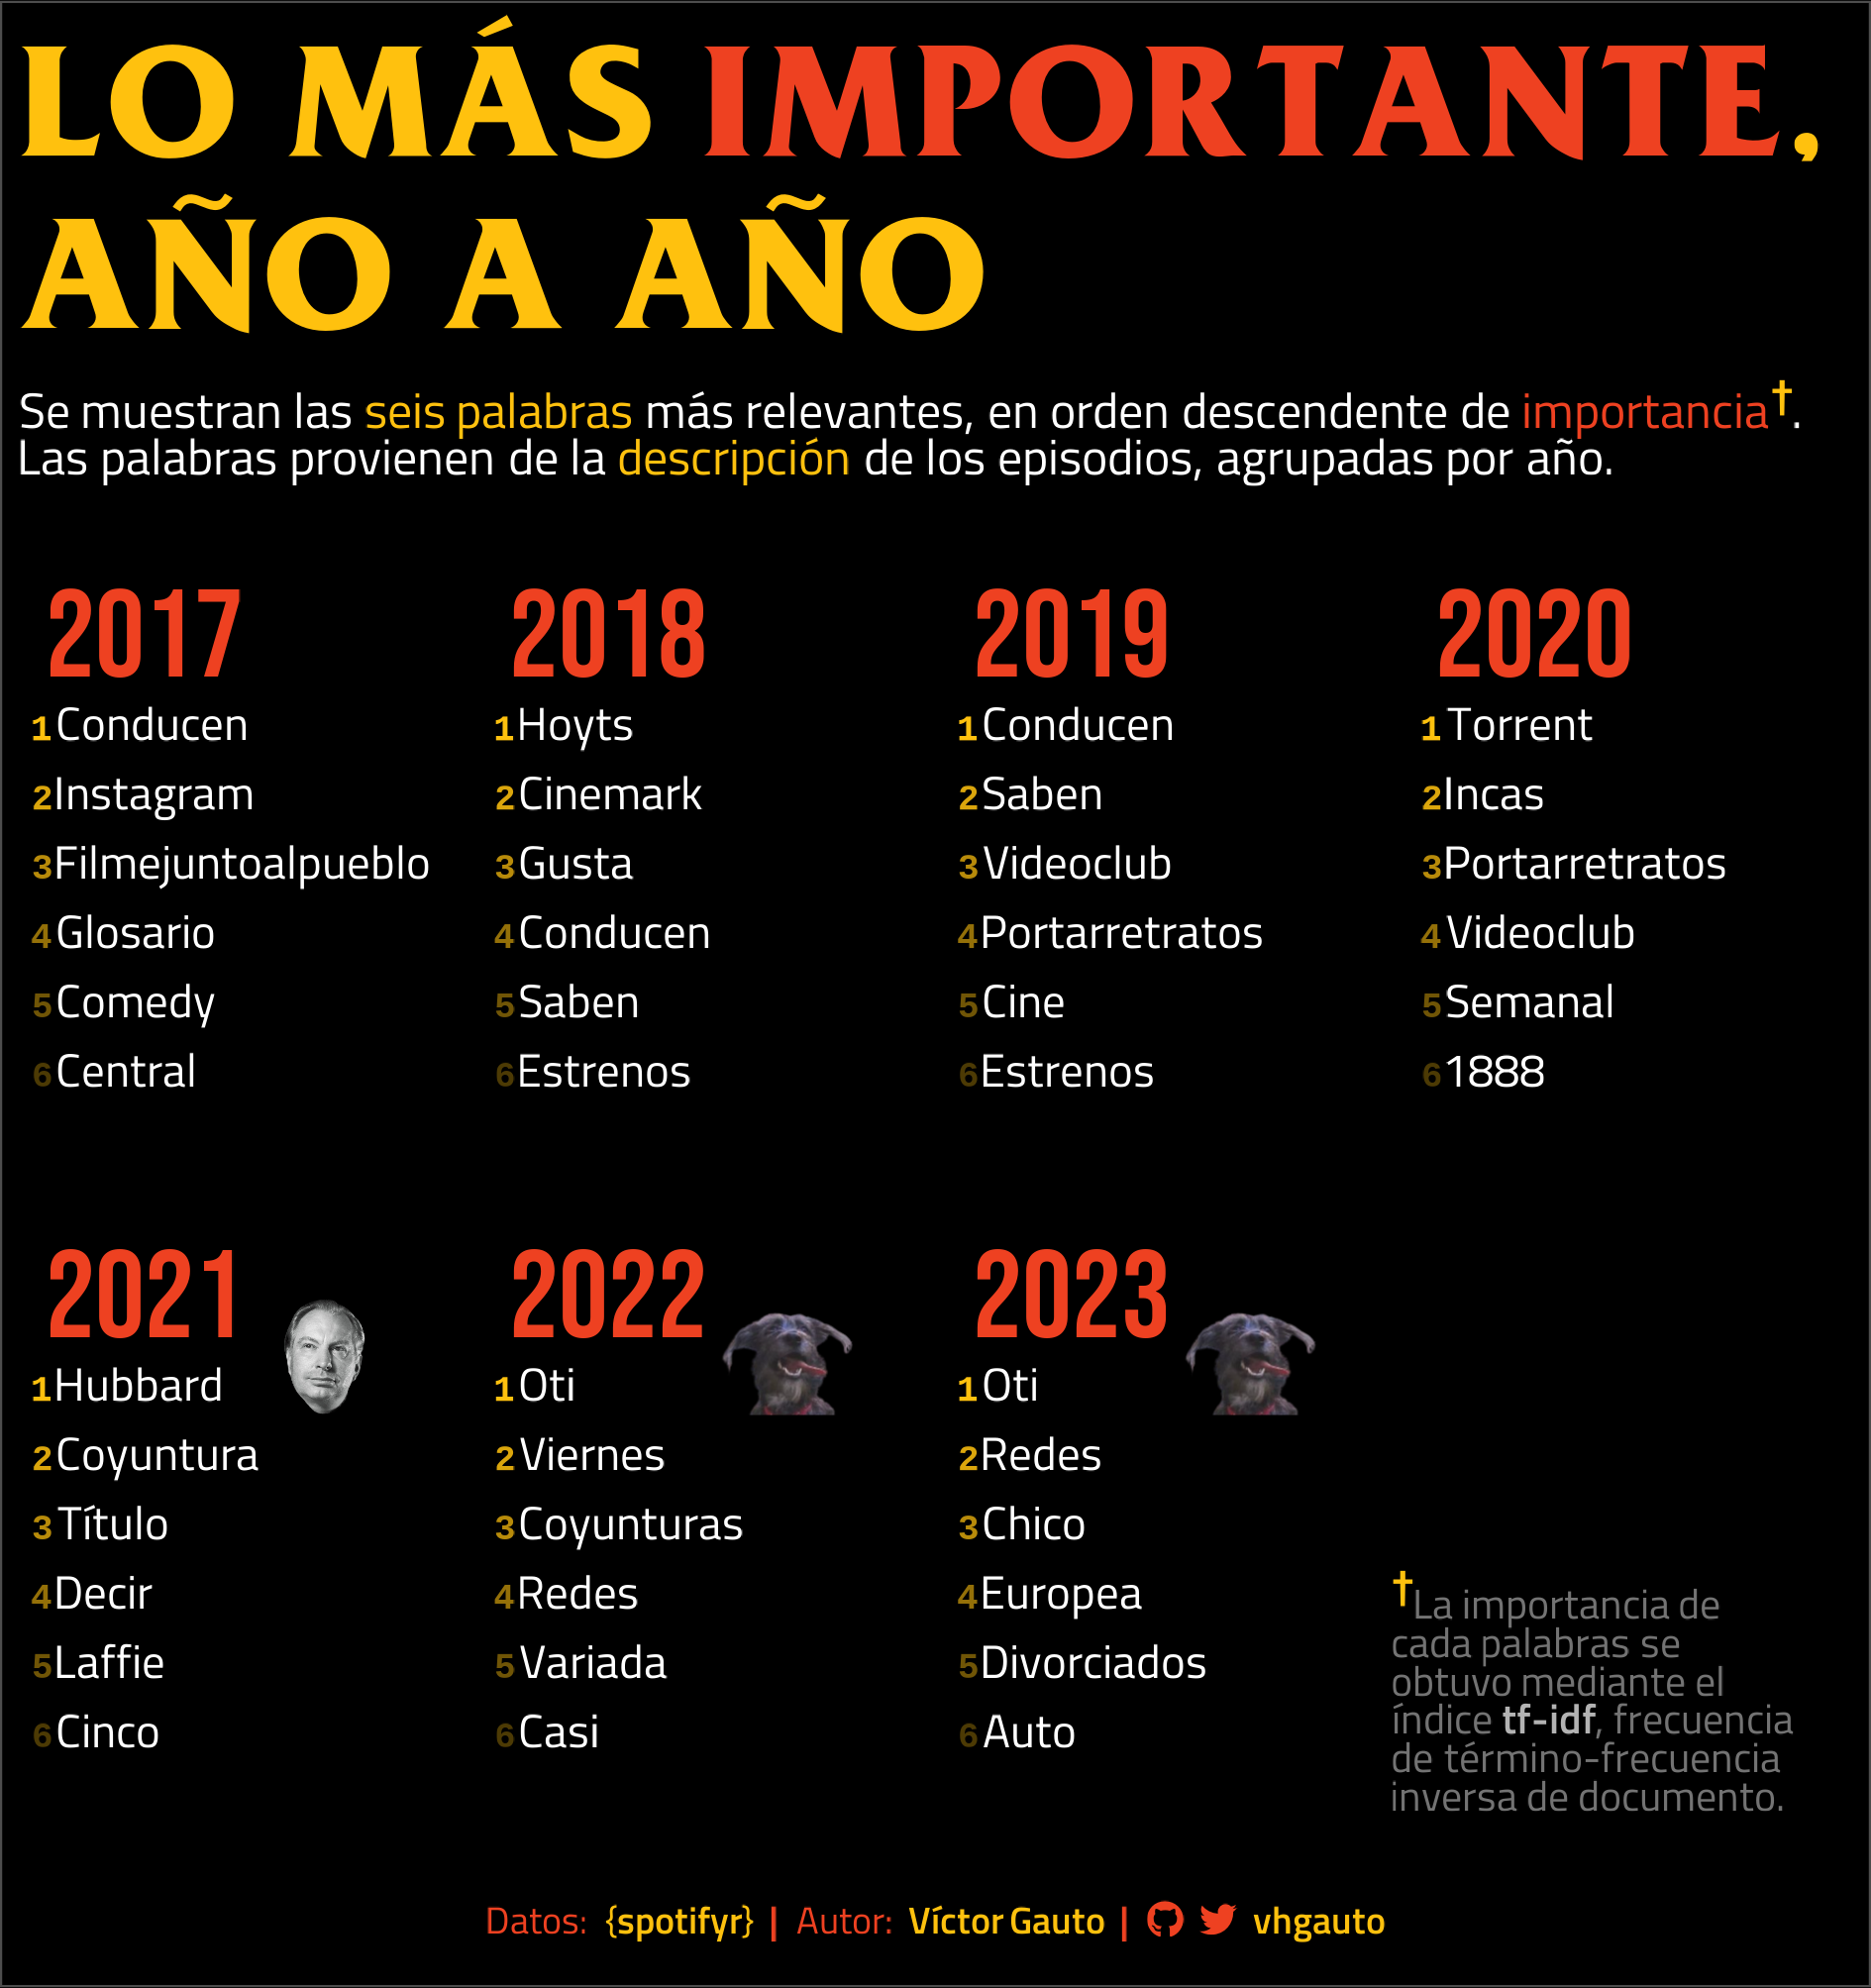 LO MÁS IMPORTANTE,
AÑO A AÑO
Se muestran las seis palabras más relevantes, en orden descendente de importancia†.
Las palabras provienen de la descripción de los episodios, agrupadas por año.
2017
1 Conducen
2 Instagram
3 Filmejuntoalpueblo
4 Glosario
5 Comedy
6 Central
2018
1 Hoyts
2 Cinemark
3 Gusta
4 Conducen
5 Saben
6 Estrenos
2019
1 Conducen
2 Saben
3 Videoclub
4 Portarretratos
5 Cine
6 Estrenos
2020
1 Torrent
2 Incas
3 Portarretratos
4 Videoclub
5 Semanal
6 1888
2021
1 Hubbard
2 Coyuntura
3 Título
4 Decir
5 Laffie
6 Cinco
2022
1 Oti
2 Viernes
3 Coyunturas
4 Redes
5 Variada
6 Casi
2023
1 Oti
2 Redes
3 Chico
4 Europea
5 Divorciados
6 Auto
†La importancia de
cada palabras se
obtuvo mediante el
índice tf-idf, frecuencia
de término-frecuencia
inversa de documento.
Datos: {spotifyr} | Autor: Víctor Gauto | vhgauto